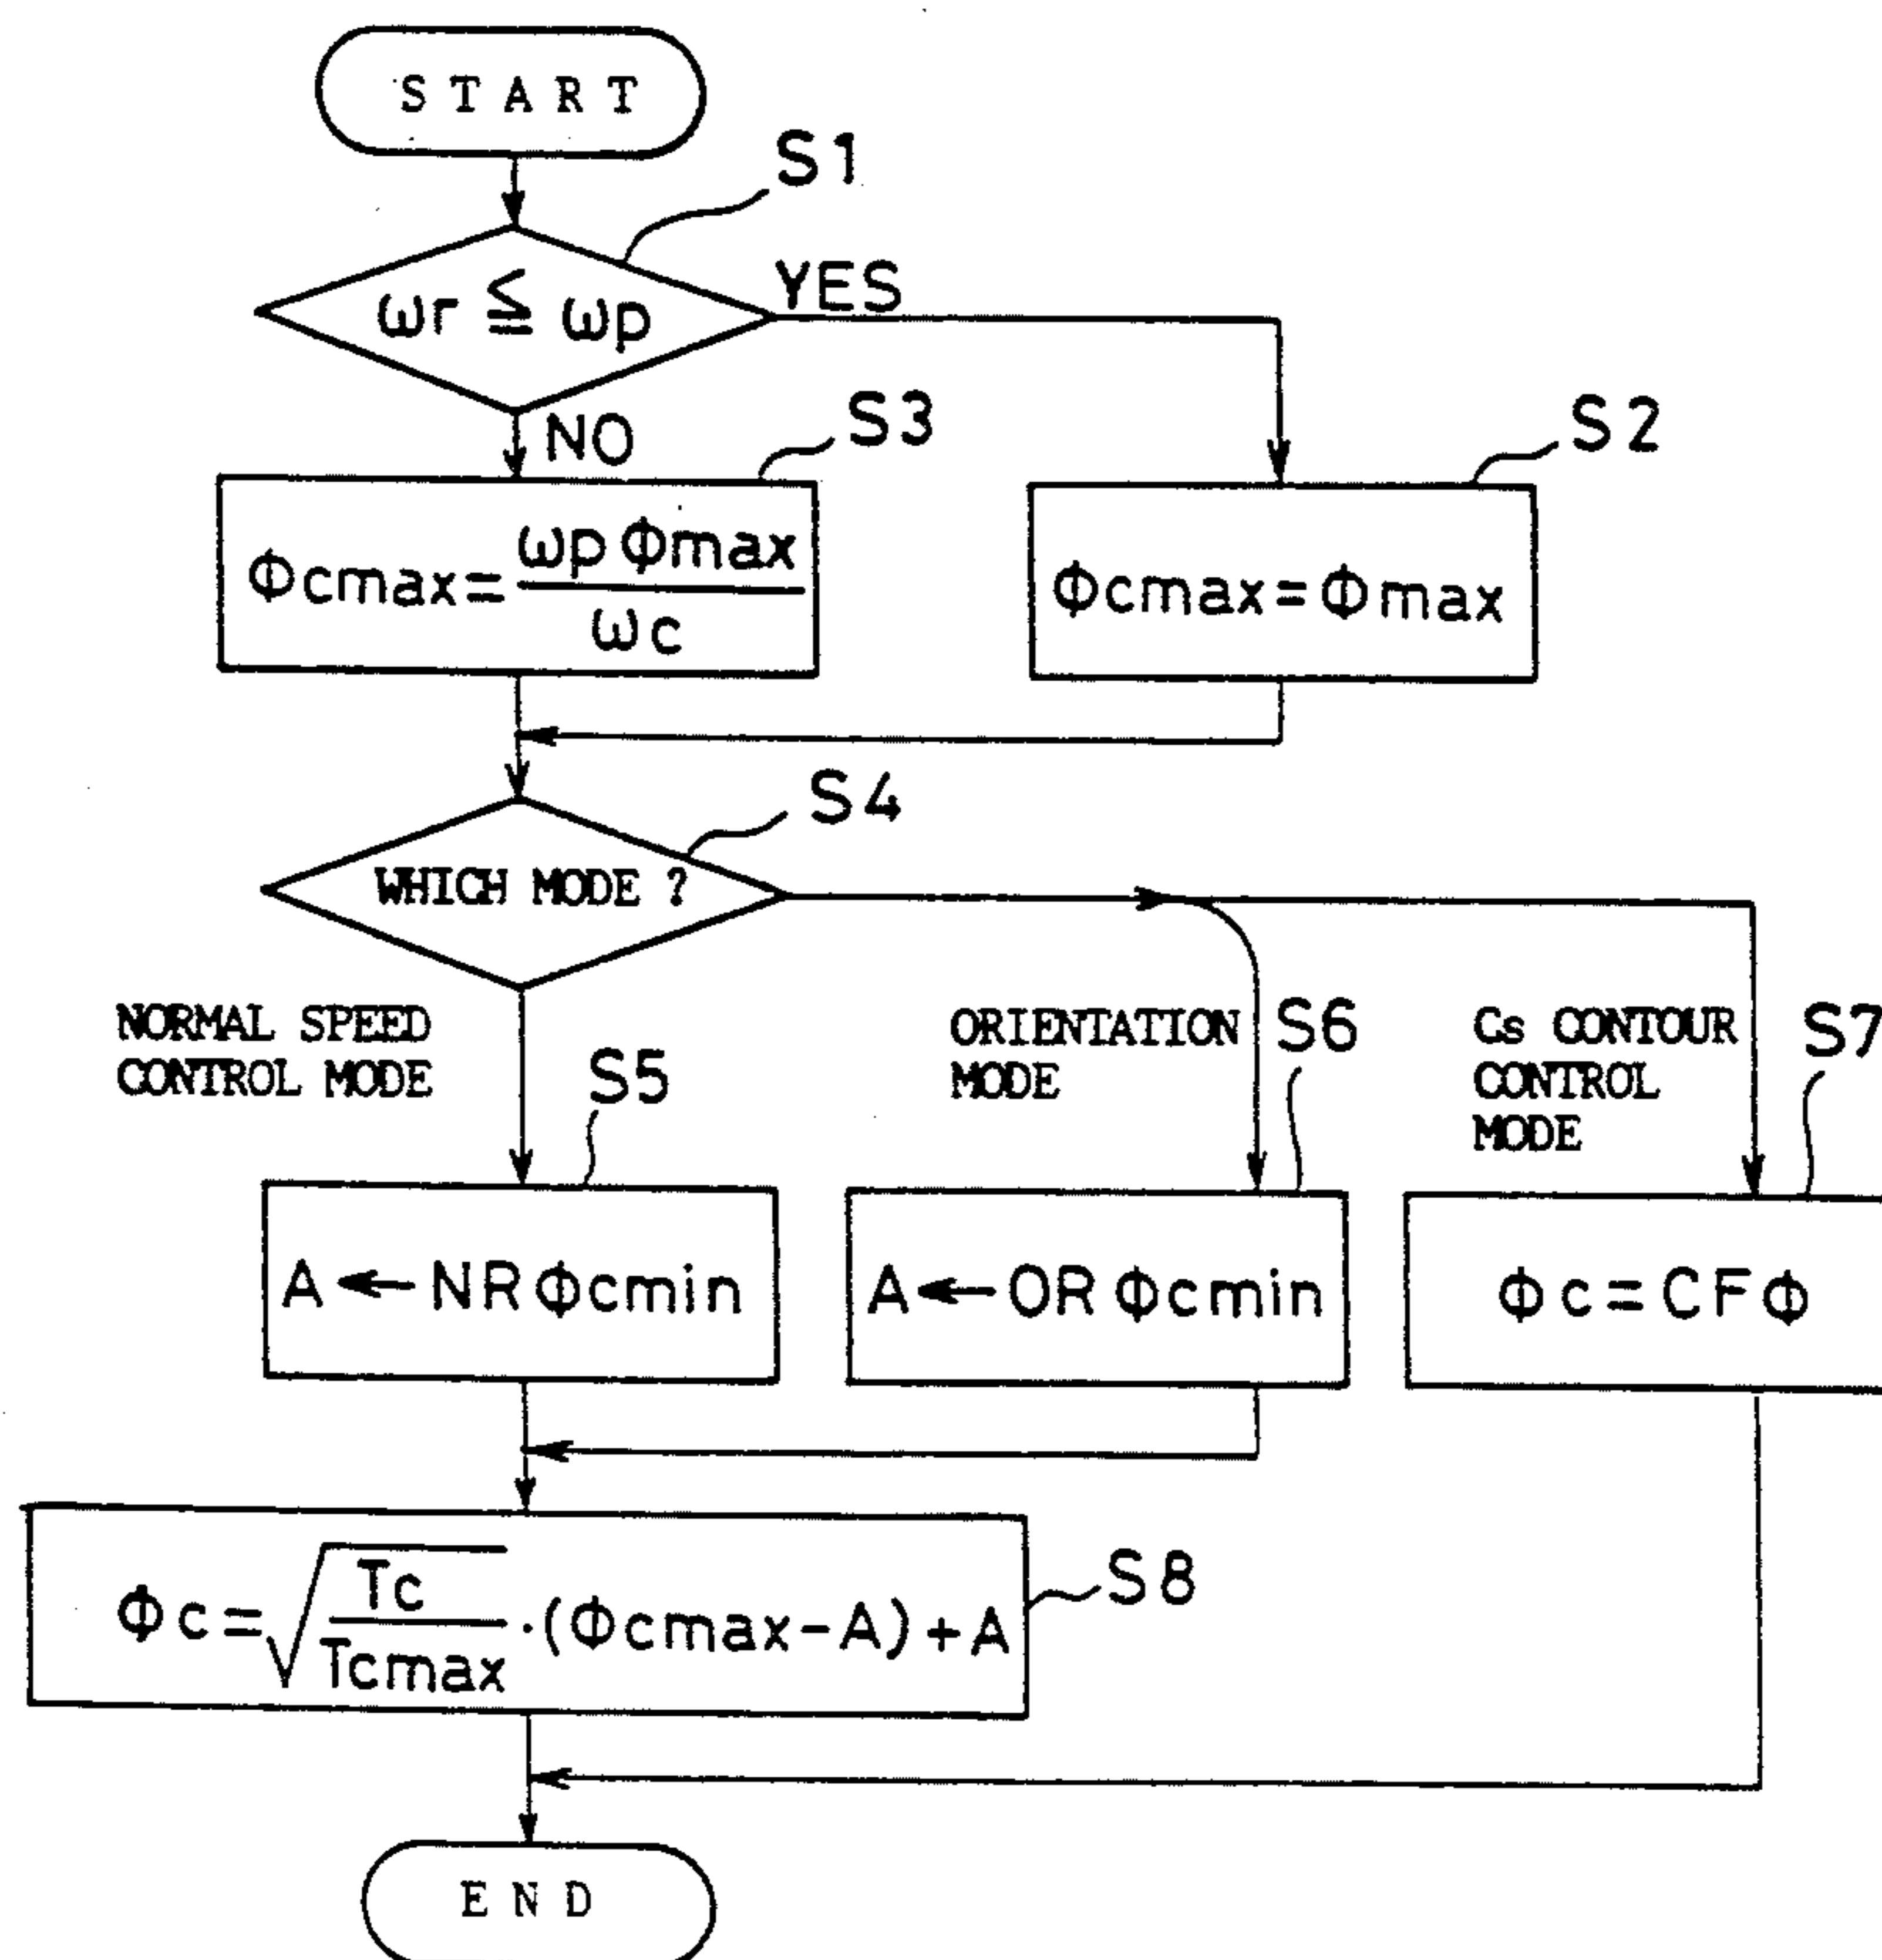 START
S1
ωr ≦ ωp
YES
NO
S3
S2
Φcmax = ωp Φmax / ωc
Φcmax = Φmax
S4
WHICH MODE ?
NORMAL SPEED
CONTROL MODE
S5
ORIENTATION
MODE
S6
Cs CONTOUR
CONTROL
MODE
S7
A ← NR Φcmin
A ← OR Φcmin
Φc = CFΦ
Φc = √(Tc / Tcmax) · (Φcmax - A) + A
S8
END